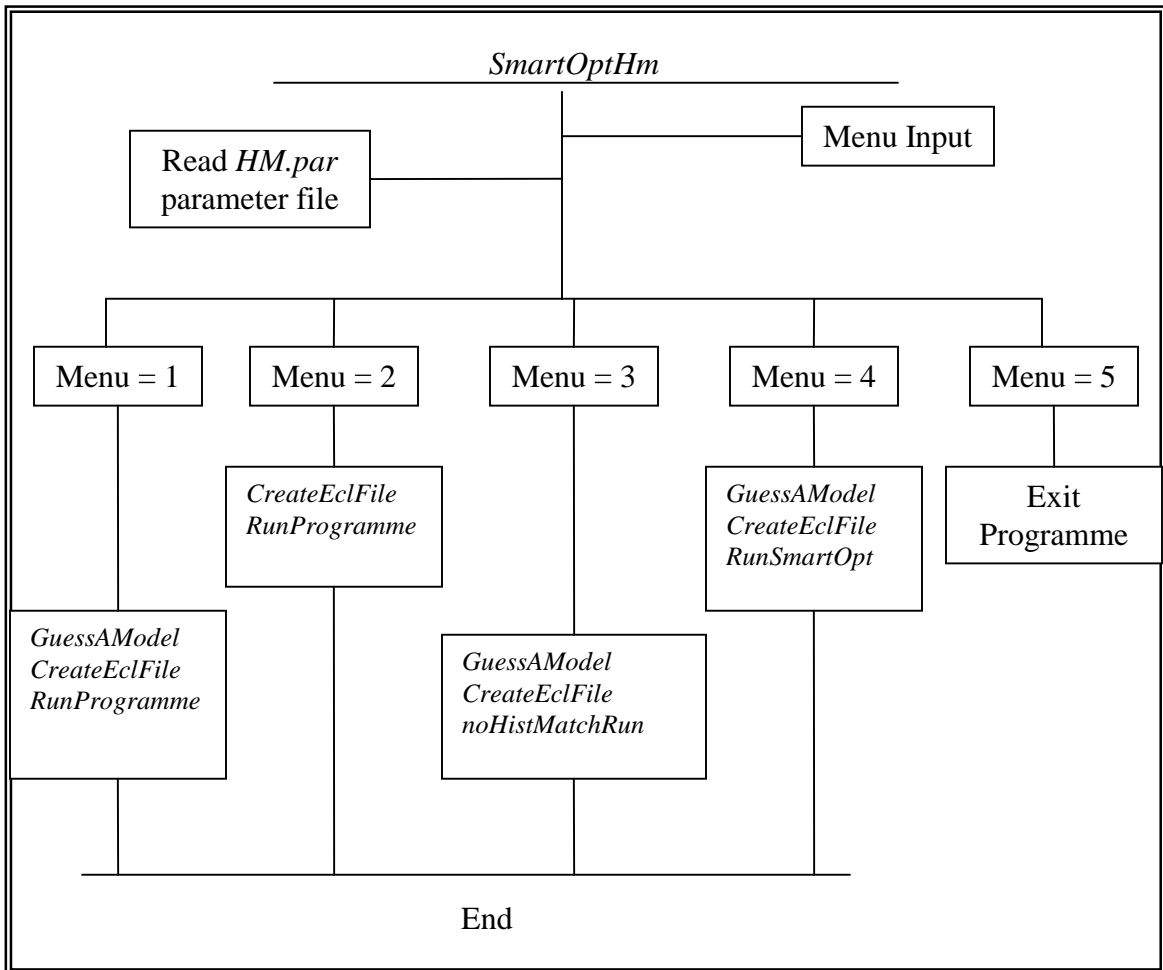 SmartOptHm
Menu Input
Read HM.par
parameter file
Menu = 1
Menu = 2
Menu = 3
Menu = 4
Menu = 5
CreateEclFile
RunProgramme
GuessAModel
CreateEclFile
RunSmartOpt
Exit
Programme
GuessAModel
CreateEclFile
RunProgramme
GuessAModel
CreateEclFile
noHistMatchRun
End